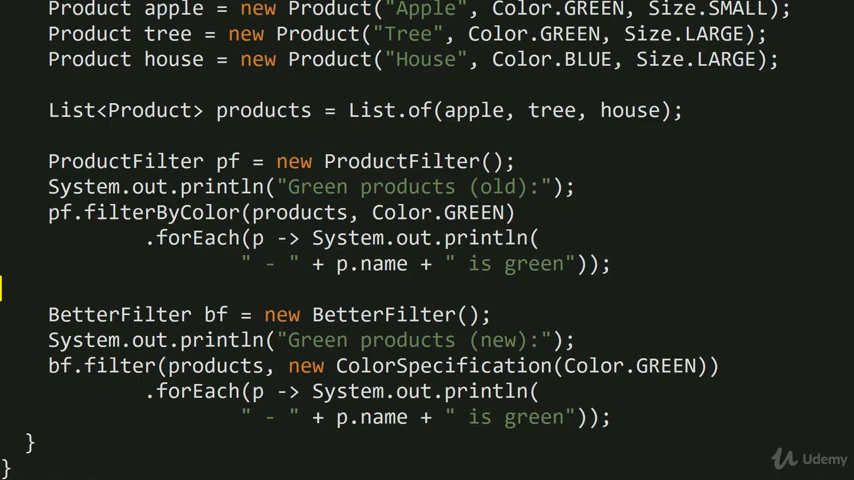 Product apple = new Product("Apple", Color.GREEN, Size.SMALL);
Product tree = new Product("Tree", Color.GREEN, Size.LARGE);
Product house = new Product("House", Color.BLUE, Size.LARGE);
List<Product> products = List.of(apple, tree, house);
ProductFilter pf = new ProductFilter();
System.out.println("Green products (old):");
pf.filterByColor(products, Color.GREEN)
.forEach(p -> System.out.println(
" - " + p.name + " is green"));
BetterFilter bf = new BetterFilter();
System.out.println("Green products (new):");
bf.filter(products, new ColorSpecification(Color.GREEN))
.forEach(p -> System.out.println(
" - " + p.name + " is green"));
}
}
Udemy